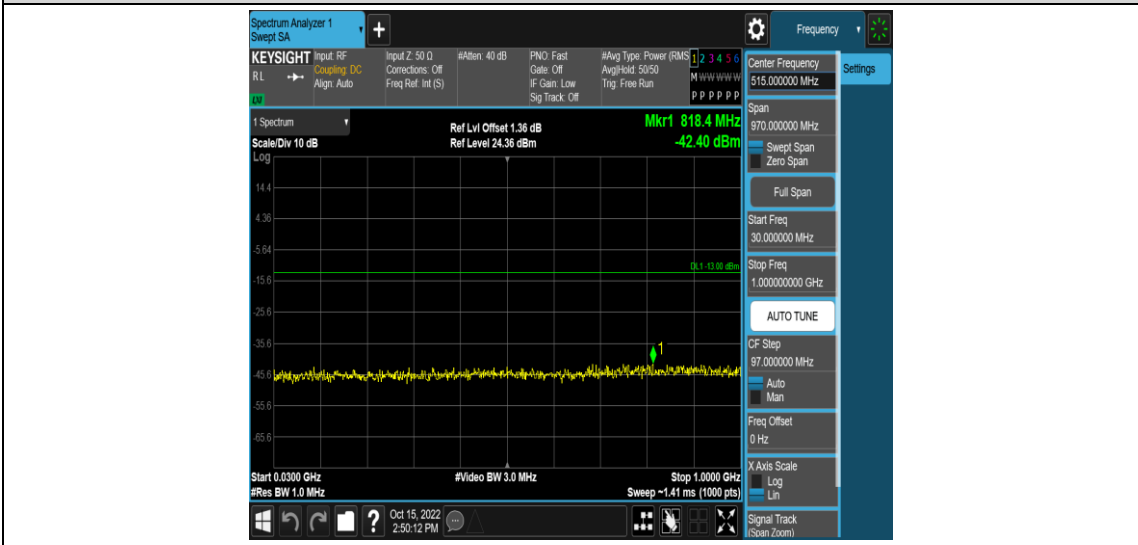 Spectrum Analyzer 1
Swept SA
Frequency
KEYSIGHT
R L
LXI
Input: RF
Coupling: DC
Align: Auto
Input Z: 50 Ω
Corrections: Off
Freq Ref: Int (S)
#Atten: 40 dB
PNO: Fast
Gate: Off
IF Gain: Low
Sig Track: Off
#Avg Type: Power (RMS
Avg|Hold: 50/50
Trig: Free Run
1 2 3 4 5 6
M W W W W W
P P P P P P
1 Spectrum
Scale/Div 10 dB
Log
Ref Lvl Offset 1.36 dB
Ref Level 24.36 dBm
Mkr1 818.4 MHz
-42.40 dBm
14.4
4.36
-5.64
DL1 -13.00 dBm
-15.6
-25.6
-35.6
1
-45.6
-55.6
-65.6
Start 0.0300 GHz
#Res BW 1.0 MHz
#Video BW 3.0 MHz
Stop 1.0000 GHz
Sweep ~1.41 ms (1000 pts)
Oct 15, 2022
2:50:12 PM
Center Frequency
515.000000 MHz
Settings
Span
970.000000 MHz
Swept Span
Zero Span
Full Span
Start Freq
30.000000 MHz
Stop Freq
1.000000000 GHz
AUTO TUNE
CF Step
97.000000 MHz
Auto
Man
Freq Offset
0 Hz
X Axis Scale
Log
Lin
Signal Track
(Span Zoom)